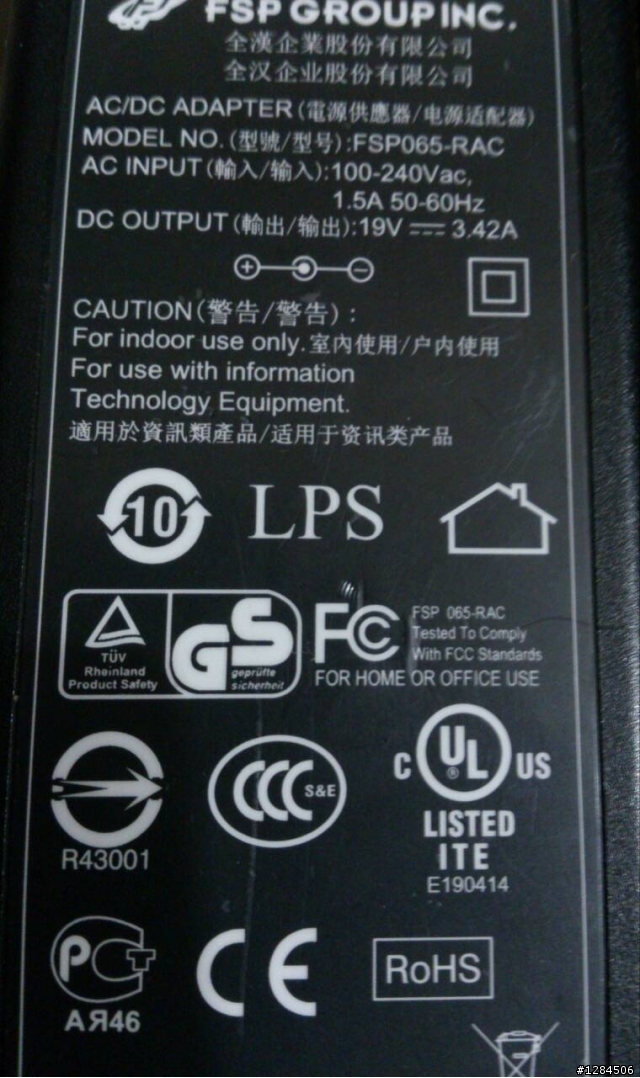 FSP GROUP INC.
全漢企業股份有限公司
全汉企业股份有限公司
AC/DC ADAPTER (電源供應器/电源适配器)
MODEL NO. (型號/型号) :FSP065-RAC
AC INPUT (輸入/输入):100-240Vac,
1.5A 50-60Hz
DC OUTPUT (輸出/输出):19V ⎓ 3.42A
CAUTION (警告/警告) :
For indoor use only. 室內使用/户内使用
For use with information
Technology Equipment.
適用於資訊類產品/适用于资讯类产品
10 LPS
TÜV
Rheinland
Product Safety
GS
geprüfte
sicherheit
FC
FSP 065-RAC
Tested To Comply
With FCC Standards
FOR HOME OR OFFICE USE
R43001
CCC S&E
C UL ® US
LISTED
ITE
E190414
РСТ
АЯ46
CE
RoHS
#1284506